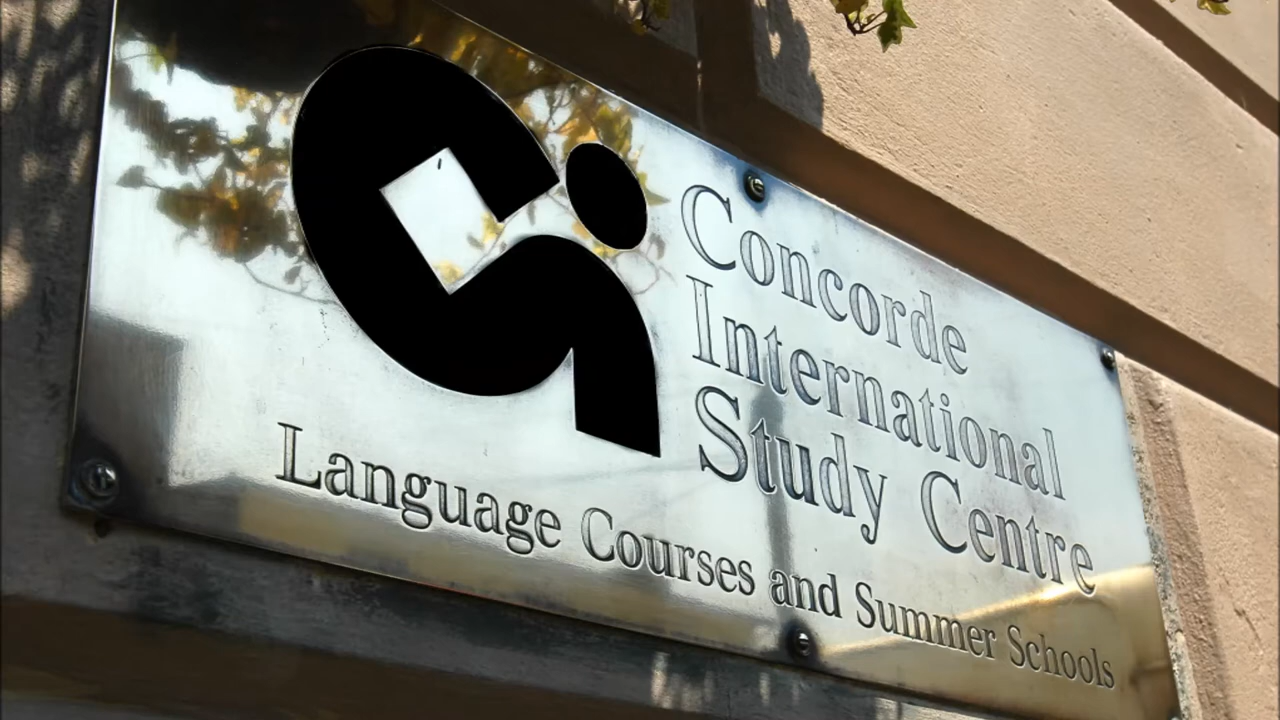 Concorde
International
Study Centre
Language Courses and Summer Schools